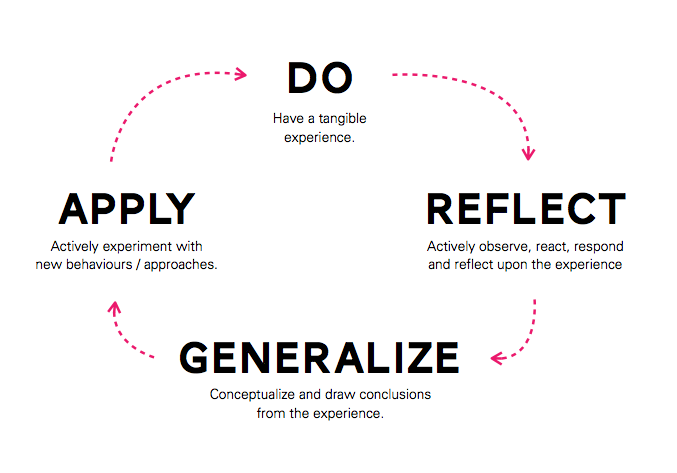 DO
Have a tangible
experience.
REFLECT
Actively observe, react, respond
and reflect upon the experience
GENERALIZE
Conceptualize and draw conclusions
from the experience.
APPLY
Actively experiment with
new behaviours / approaches.